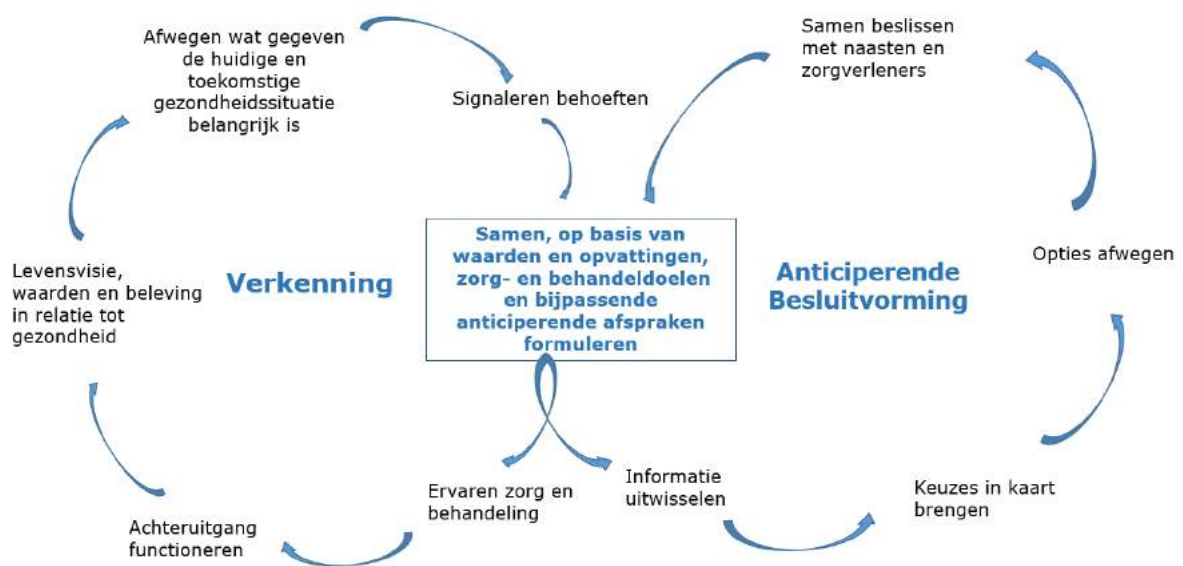 Afwegen wat gegeven
de huidige en
toekomstige
gezondheidssituatie
belangrijk is
Signaleren behoeften
Samen beslissen
met naasten en
zorgverleners
Levensvisie,
waarden en beleving
in relatie tot
gezondheid
Verkenning
Samen, op basis van
waarden en opvattingen,
zorg- en behandeldoelen
en bijpassende
anticiperende afspraken
formuleren
Anticiperende
Besluitvorming
Opties afwegen
Achteruitgang
functioneren
Ervaren zorg en
behandeling
Informatie
uitwisselen
Keuzes in kaart
brengen